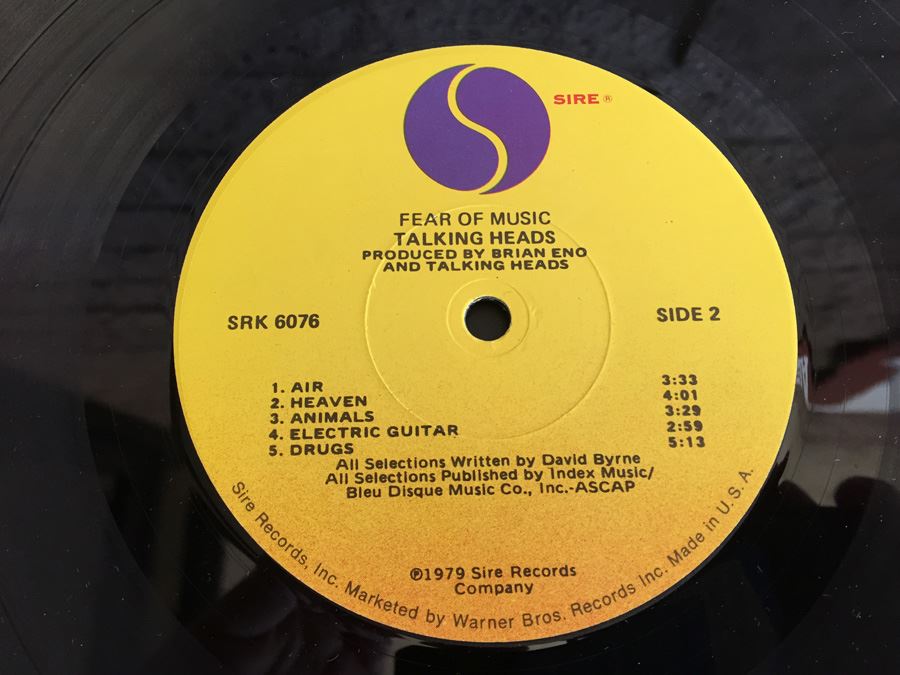 SIRE ®
FEAR OF MUSIC
TALKING HEADS
PRODUCED BY BRIAN ENO
AND TALKING HEADS
SRK 6076
SIDE 2
1. AIR 3:33
2. HEAVEN 4:01
3. ANIMALS 3:29
4. ELECTRIC GUITAR 2:59
5. DRUGS 5:13
All Selections Written by David Byrne
All Selections Published by Index Music/
Bleu Disque Music Co., Inc.-ASCAP
℗1979 Sire Records
Company
Sire Records, Inc. Marketed by Warner Bros. Records Inc. Made in U.S.A.